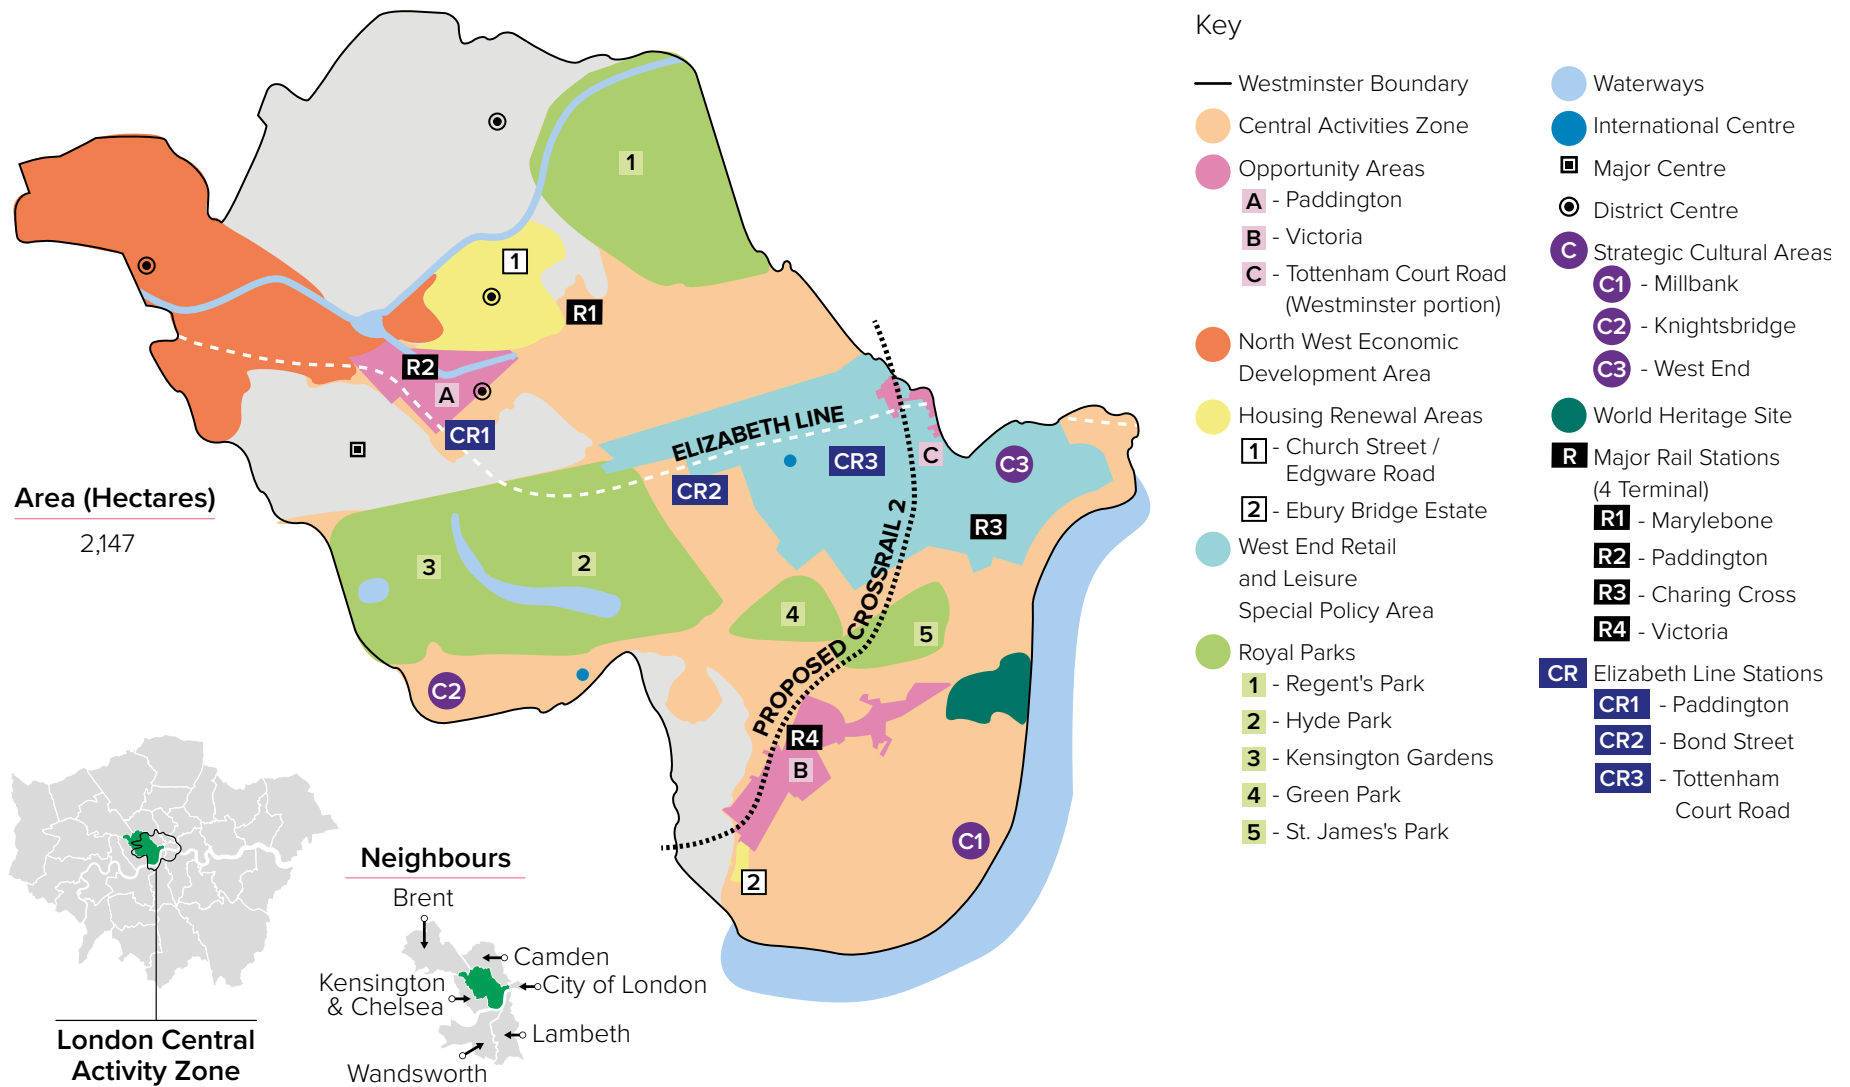 Key
Westminster Boundary
Central Activities Zone
Opportunity Areas
A - Paddington
B - Victoria
C - Tottenham Court Road
(Westminster portion)
North West Economic
Development Area
Housing Renewal Areas
1 - Church Street /
Edgware Road
2 - Ebury Bridge Estate
West End Retail
and Leisure
Special Policy Area
Royal Parks
1 - Regent's Park
2 - Hyde Park
3 - Kensington Gardens
4 - Green Park
5 - St. James's Park
Waterways
International Centre
Major Centre
District Centre
C Strategic Cultural Areas
C1 - Millbank
C2 - Knightsbridge
C3 - West End
World Heritage Site
R Major Rail Stations
(4 Terminal)
R1 - Marylebone
R2 - Paddington
R3 - Charing Cross
R4 - Victoria
CR Elizabeth Line Stations
CR1 - Paddington
CR2 - Bond Street
CR3 - Tottenham
Court Road
1
1
R1
R2
A
CR1
ELIZABETH LINE
CR2
CR3
C
C3
R3
PROPOSED CROSSRAIL 2
3
2
4
5
C2
R4
B
C1
2
Area (Hectares)
2,147
London Central
Activity Zone
Neighbours
Brent
Camden
City of London
Kensington
& Chelsea
Lambeth
Wandsworth